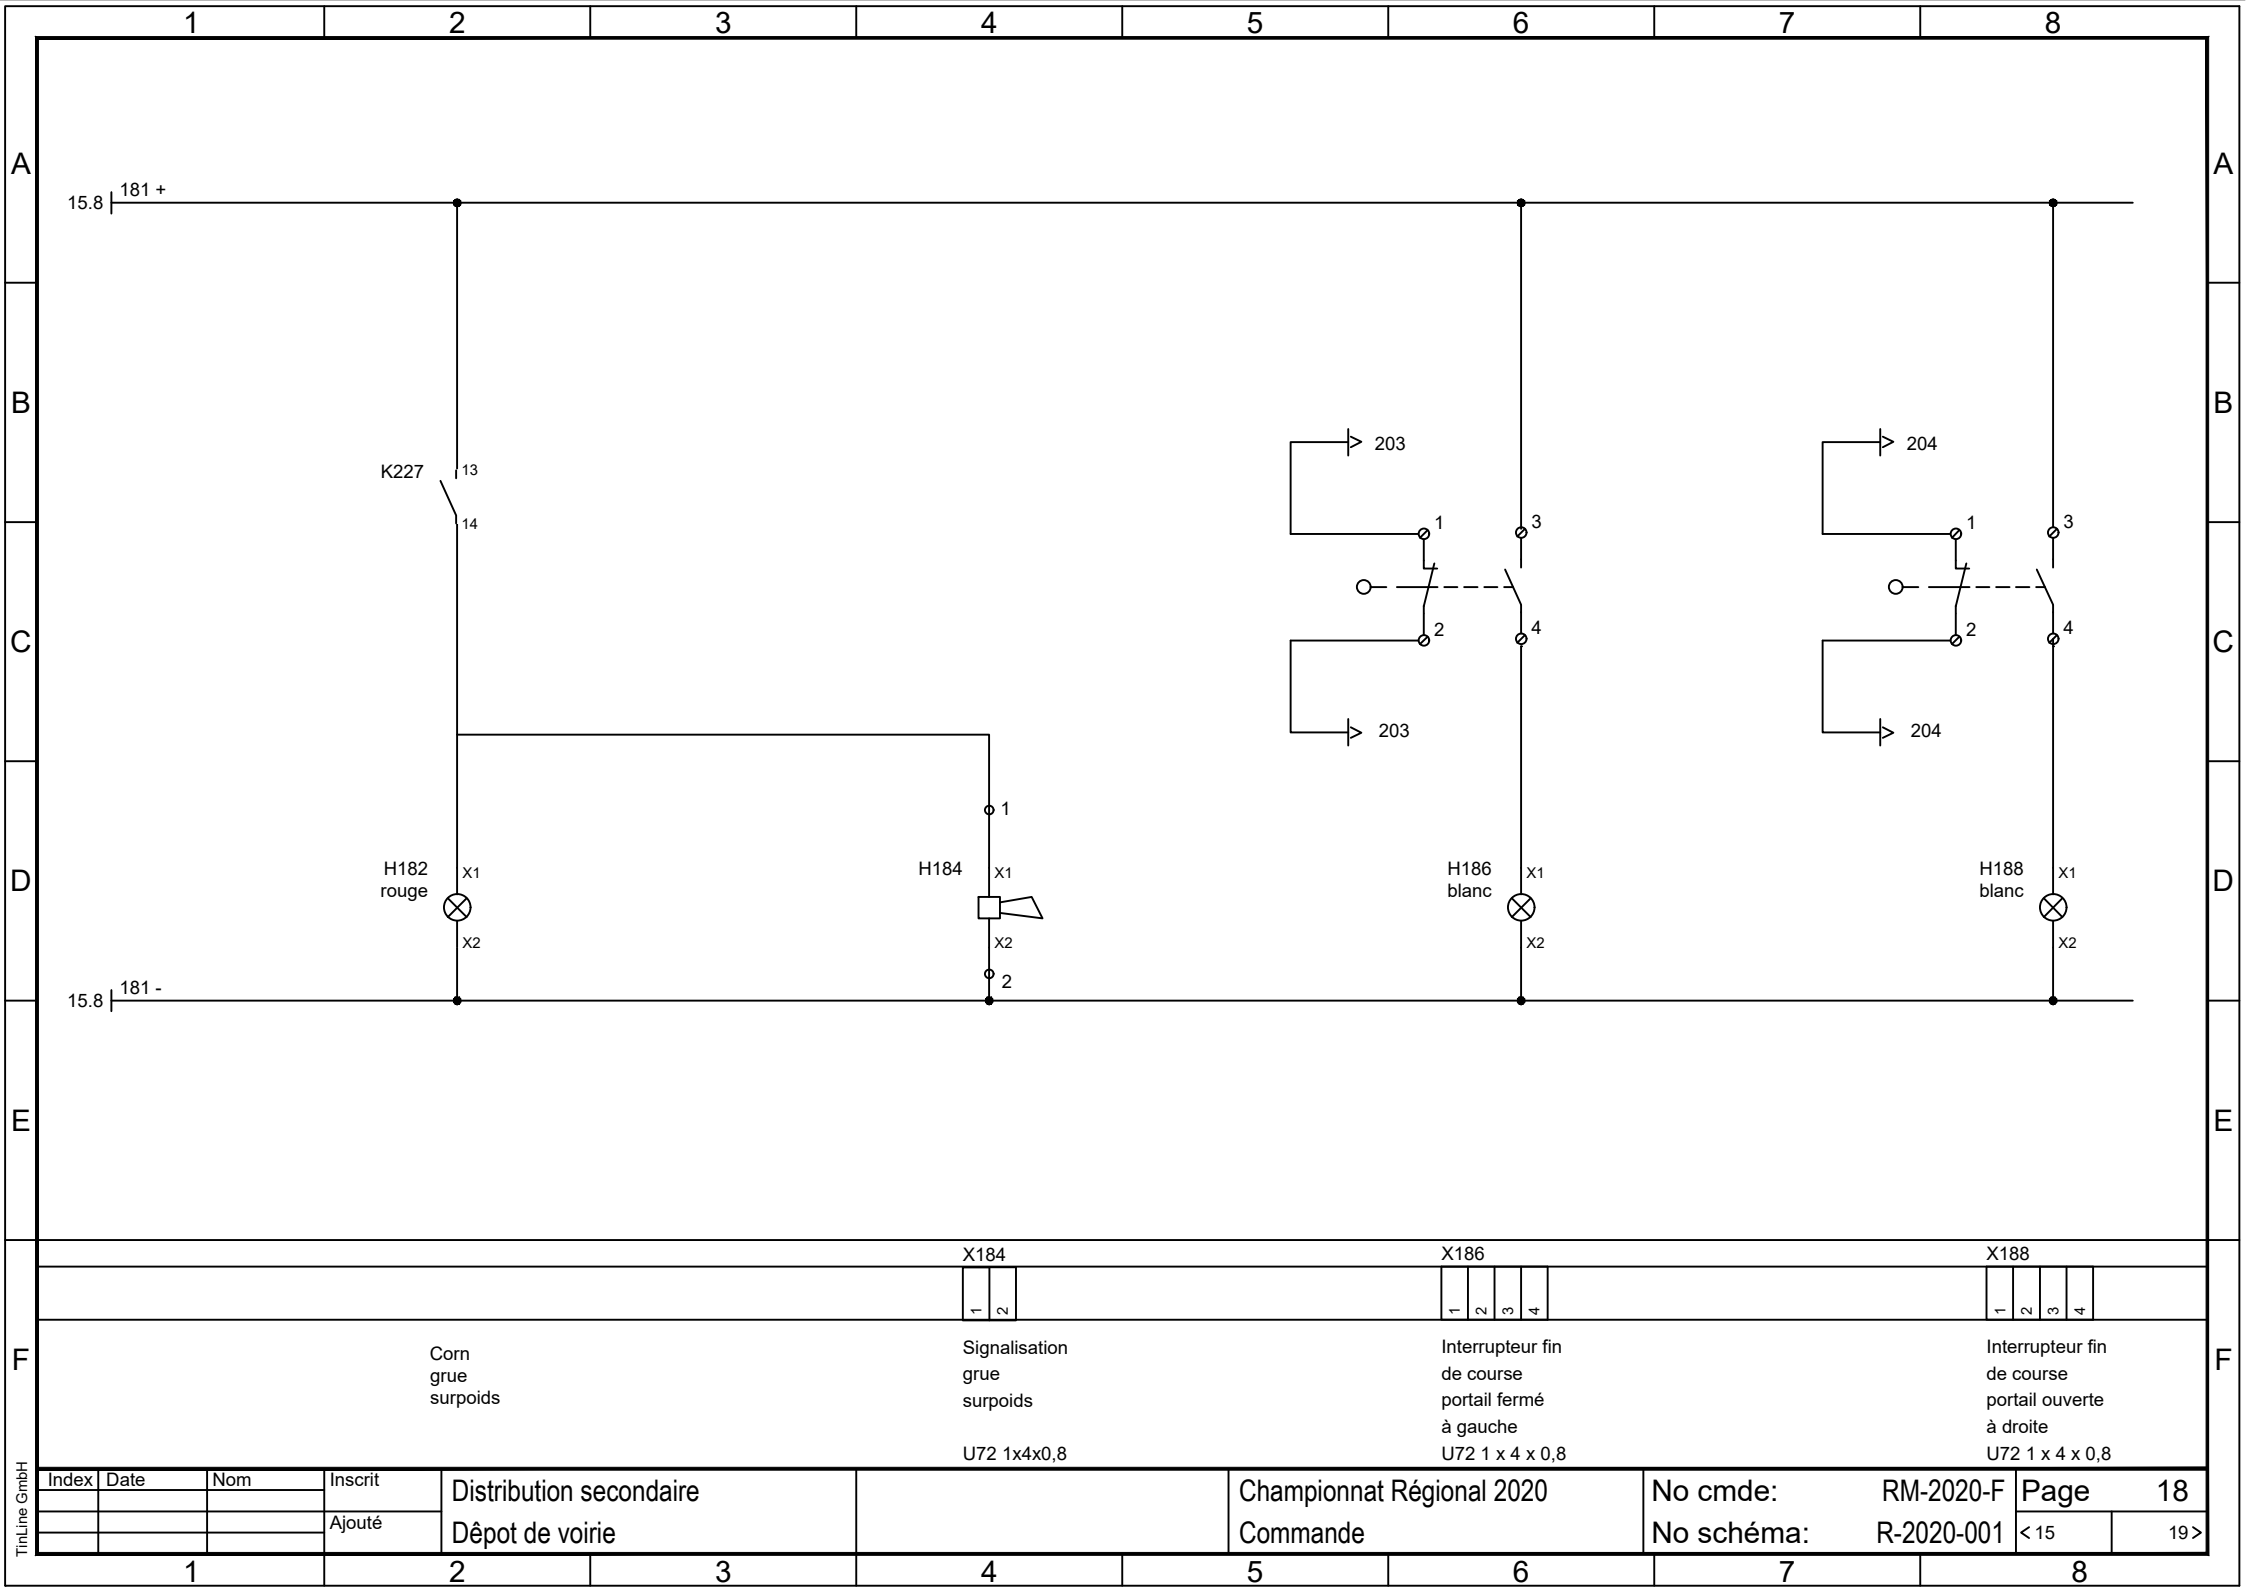 1 2 3 4 5 6 7 8
A A
181 +
15.8
B B
203 204
K227 13
14
1 3 1 3
C C
2 4 2 4
203 204
1
D D
H182 X1 H184 X1 H186 X1 H188 X1
rouge blanc blanc
X2 X2 X2 X2
2
181 -
15.8
E E
X184 X186 X188
1 2 1 2 3 4 1 2 3 4
F F
Corn
grue
surpoids
Signalisation
grue
surpoids
U72 1x4x0,8
Interrupteur fin
de course
portail fermé
à gauche
U72 1 x 4 x 0,8
Interrupteur fin
de course
portail ouverte
à droite
U72 1 x 4 x 0,8
TinLine GmbH
Index Date Nom Inscrit
Ajouté
Distribution secondaire
Dêpot de voirie
Championnat Régional 2020
Commande
No cmde: RM-2020-F
No schéma: R-2020-001
Page 18
<15 19>
1 2 3 4 5 6 7 8